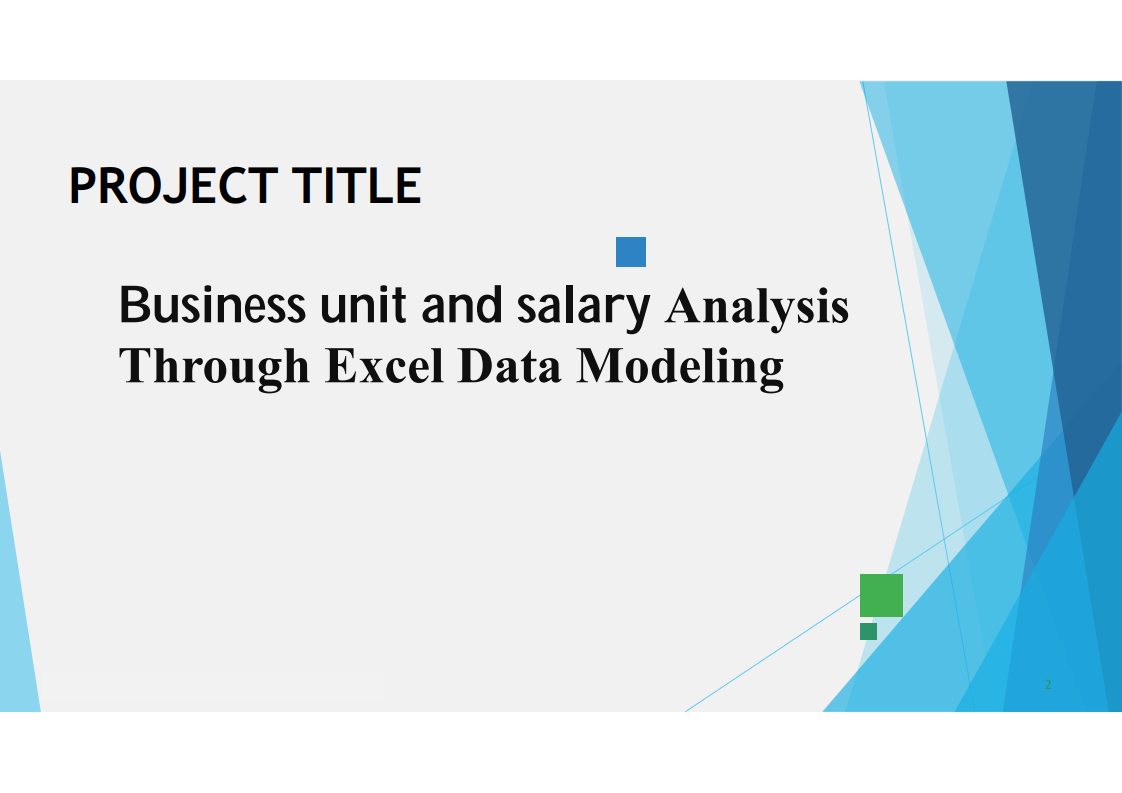 PROJECT TITLE
Business unit and salary Analysis
Through Excel Data Modeling
2